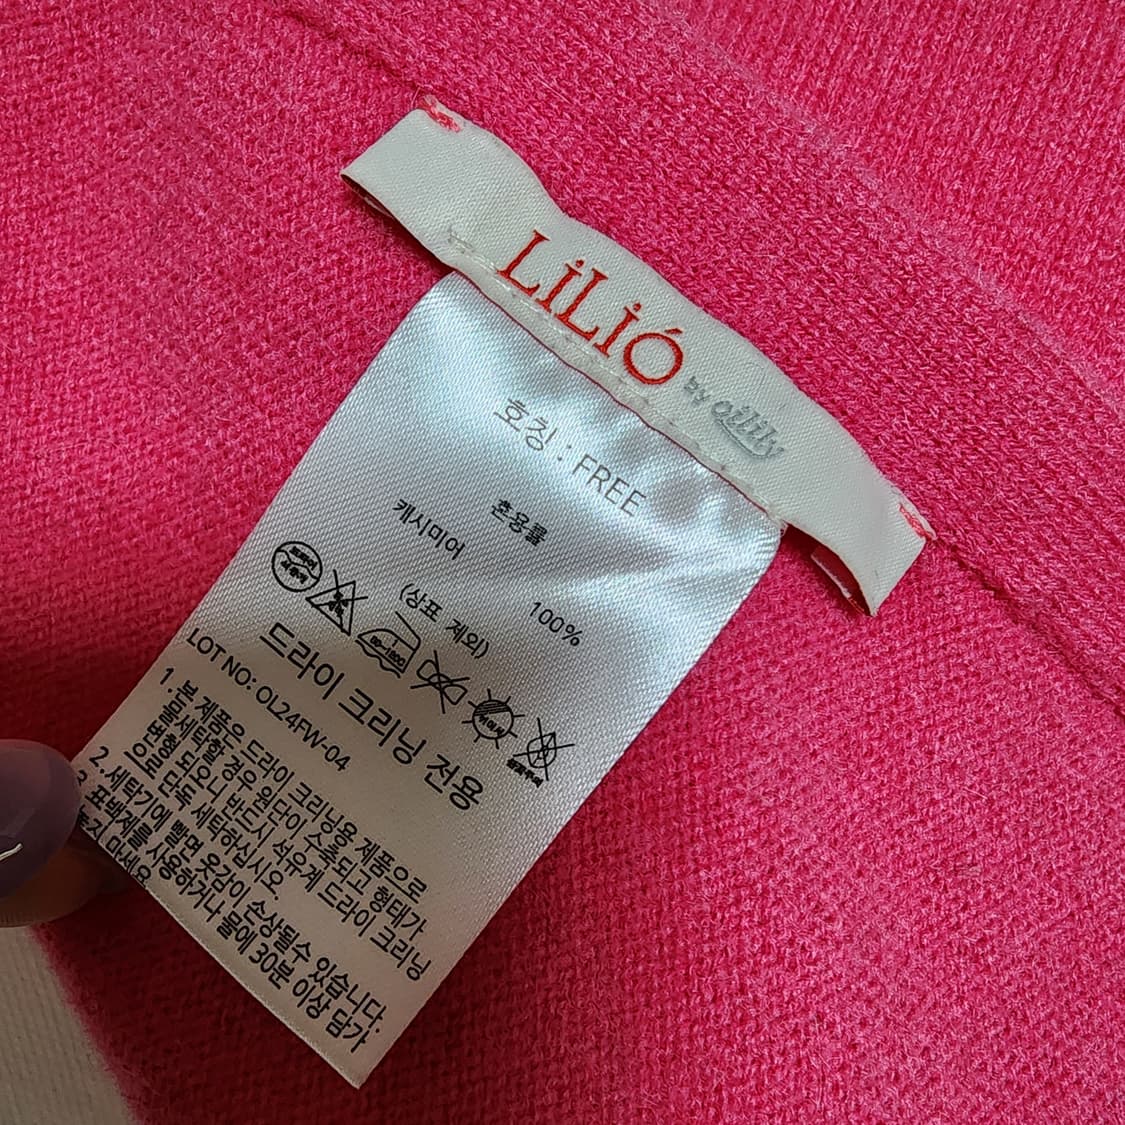 LiLiÓ by oilily
호칭 : FREE
혼용률
캐시미어 100%
(상표 제외)
80~120℃
드라이 크리닝 전용
LOT NO: OL24FW-04
1. 본 제품은 드라이 크리닝용 제품으로
물세탁할 경우 원단이 수축되고 형태가
변형 되오니 반드시 석유계 드라이 크리닝
으로 단독 세탁하십시오.
2. 세탁기에 빨면 옷감이 손상될수 있습니다.
3. 표백제를 사용하거나 물에 30분 이상 담가
두지 마세요